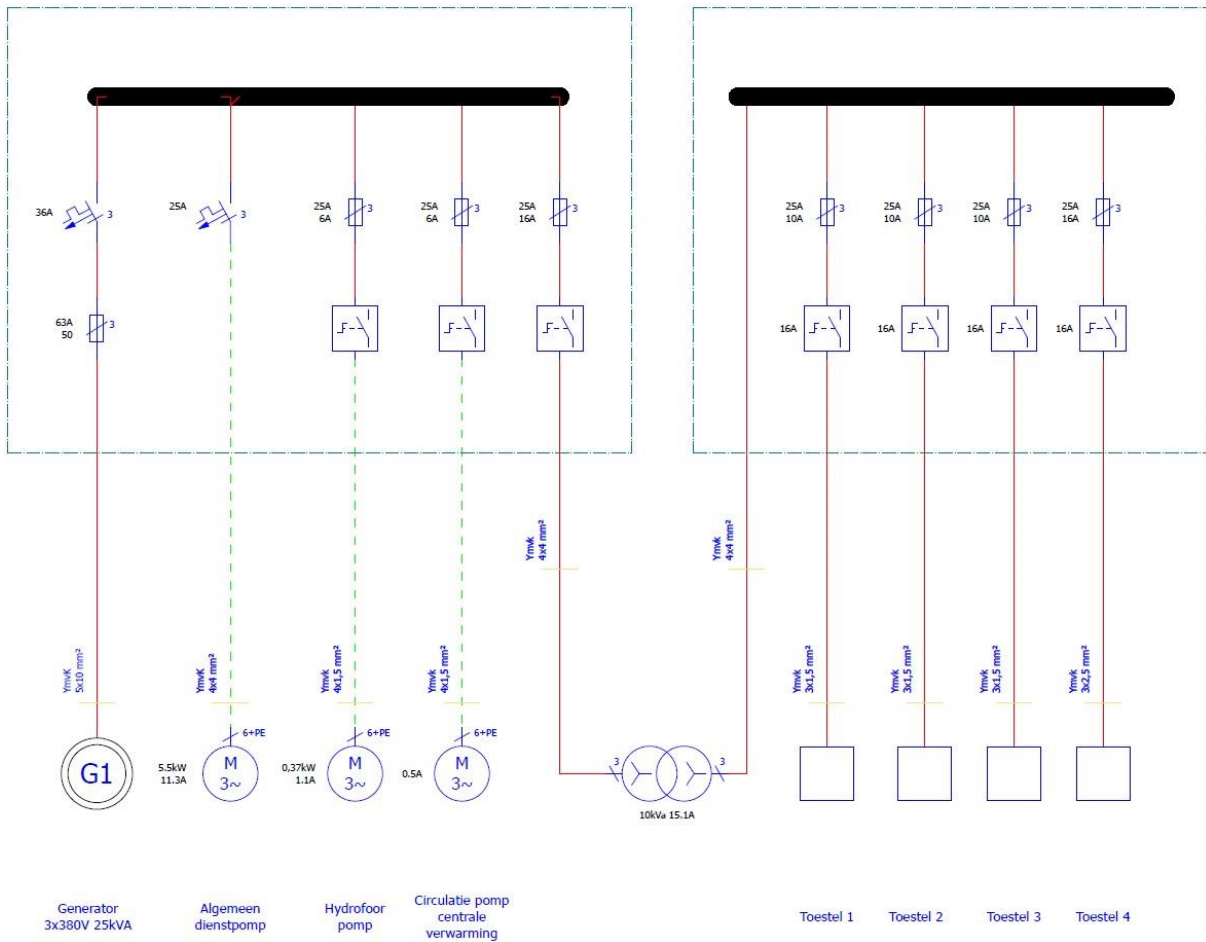 36A
3
25A
3
25A
6A
3
25A
6A
3
25A
16A
3
25A
10A
3
25A
10A
3
25A
10A
3
25A
16A
3
63A
50
3
16A
16A
16A
16A
Ymvk
4x4 mm²
Ymvk
4x4 mm²
YmvK
5x10 mm²
YmvK
4x4 mm²
Ymvk
4x1,5 mm²
Ymvk
4x1,5 mm²
Ymvk
3x1,5 mm²
Ymvk
3x1,5 mm²
Ymvk
3x1,5 mm²
Ymvk
3x2,5 mm²
G1
5.5kW
11.3A
6+PE
M
3~
0,37kW
1.1A
6+PE
M
3~
0.5A
6+PE
M
3~
3
3
10kVa 15.1A
Generator
3x380V 25kVA
Algemeen
dienstpomp
Hydrofoor
pomp
Circulatie pomp
centrale
verwarming
Toestel 1
Toestel 2
Toestel 3
Toestel 4